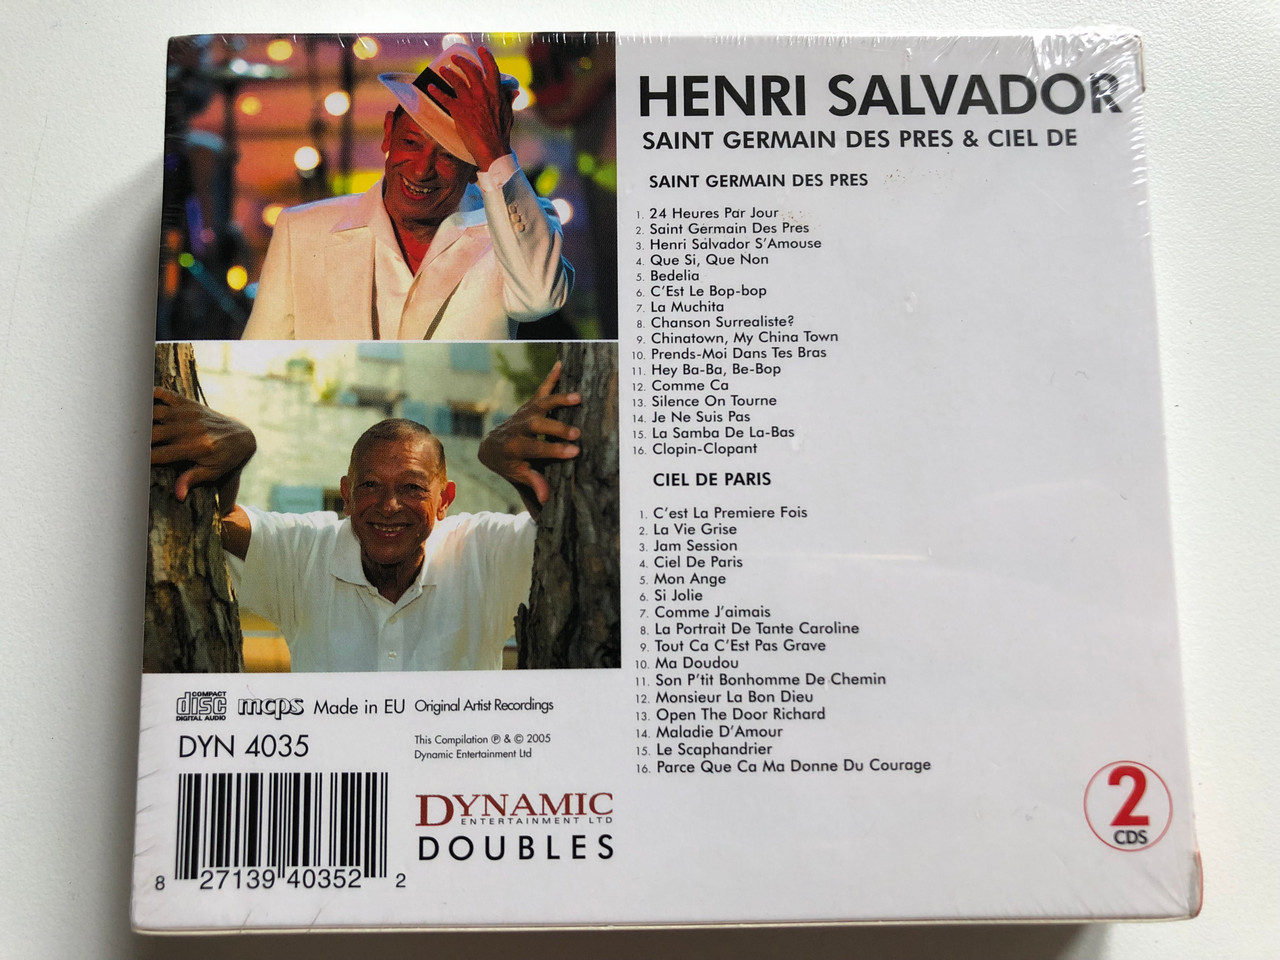 HENRI SALVADOR
SAINT GERMAIN DES PRES & CIEL DE
SAINT GERMAIN DES PRES
1. 24 Heures Par Jour
2. Saint Germain Des Pres
3. Henri Salvador S'Amouse
4. Que Si, Que Non
5. Bedelia
6. C'Est Le Bop-bop
7. La Muchita
8. Chanson Surrealiste?
9. Chinatown, My China Town
10. Prends-Moi Dans Tes Bras
11. Hey Ba-Ba, Be-Bop
12. Comme Ca
13. Silence On Tourne
14. Je Ne Suis Pas
15. La Samba De La-Bas
16. Clopin-Clopant
CIEL DE PARIS
1. C'est La Premiere Fois
2. La Vie Grise
3. Jam Session
4. Ciel De Paris
5. Mon Ange
6. Si Jolie
7. Comme J'aimais
8. La Portrait De Tante Caroline
9. Tout Ca C'Est Pas Grave
10. Ma Doudou
11. Son P'tit Bonhomme De Chemin
12. Monsieur La Bon Dieu
13. Open The Door Richard
14. Maladie D'Amour
15. Le Scaphandrier
16. Parce Que Ca Ma Donne Du Courage
COMPACT
disc
DIGITAL AUDIO
mcps
Made in EU
Original Artist Recordings
DYN 4035
This Compilation ℗ & © 2005
Dynamic Entertainment Ltd
DYNAMIC
ENTERTAINMENT LTD
DOUBLES
8 27139 40352 2
2
CDS